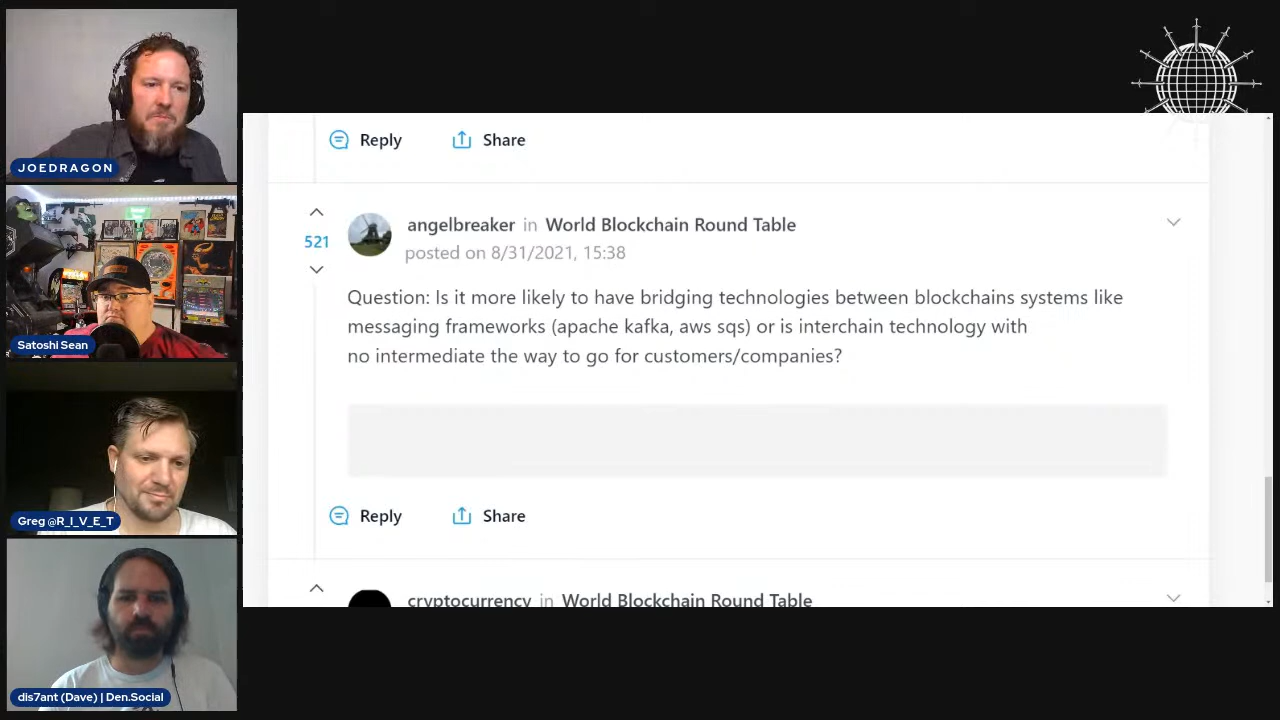 JOEDRAGON
Satoshi Sean
Greg @R_I_V_E_T
dis7ant (Dave) | Den.Social
Reply
Share
521
angelbreaker in World Blockchain Round Table
posted on 8/31/2021, 15:38
Question: Is it more likely to have bridging technologies between blockchains systems like
messaging frameworks (apache kafka, aws sqs) or is interchain technology with
no intermediate the way to go for customers/companies?
Reply
Share
cryptocurrency in World Blockchain Round Table